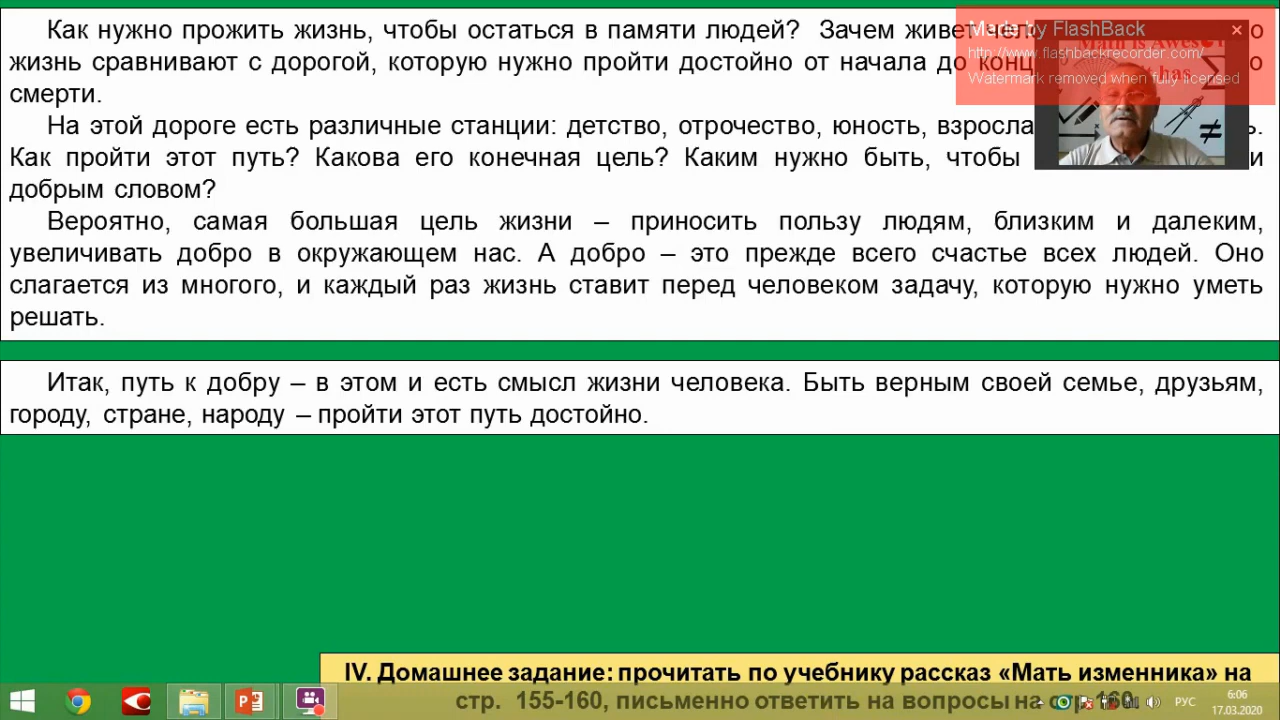 Как нужно прожить жизнь, чтобы остаться в памяти людей? Зачем живет
жизнь сравнивают с дорогой, которую нужно пройти достойно от начала до
смерти.
На этой дороге есть различные станции: детство, отрочество, юность,
Как пройти этот путь? Какова его конечная цель? Каким нужно быть, чтобы и
добрым словом?
Вероятно, самая большая цель жизни – приносить пользу людям, близким и далеким,
увеличивать добро в окружающем нас. А добро – это прежде всего счастье всех людей. Оно
слагается из многого, и каждый раз жизнь ставит перед человеком задачу, которую нужно уметь
решать.
Made by FlashBack
http://www.flashbackrecorder.com/
Watermark removed when fully licensed
Math is
≠
Итак, путь к добру – в этом и есть смысл жизни человека. Быть верным своей семье, друзьям,
городу, стране, народу – пройти этот путь достойно.
IV. Домашнее задание: прочитать по учебнику рассказ «Мать изменника» на
стр. 155-160, письменно ответить на вопросы на стр. 160.
РУС
6:06
17.03.2020